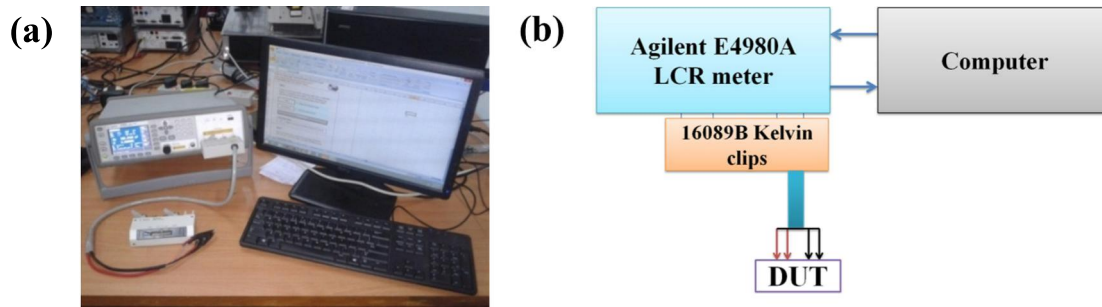 (a)
(b)
Agilent E4980A
LCR meter
Computer
16089B Kelvin
clips
DUT